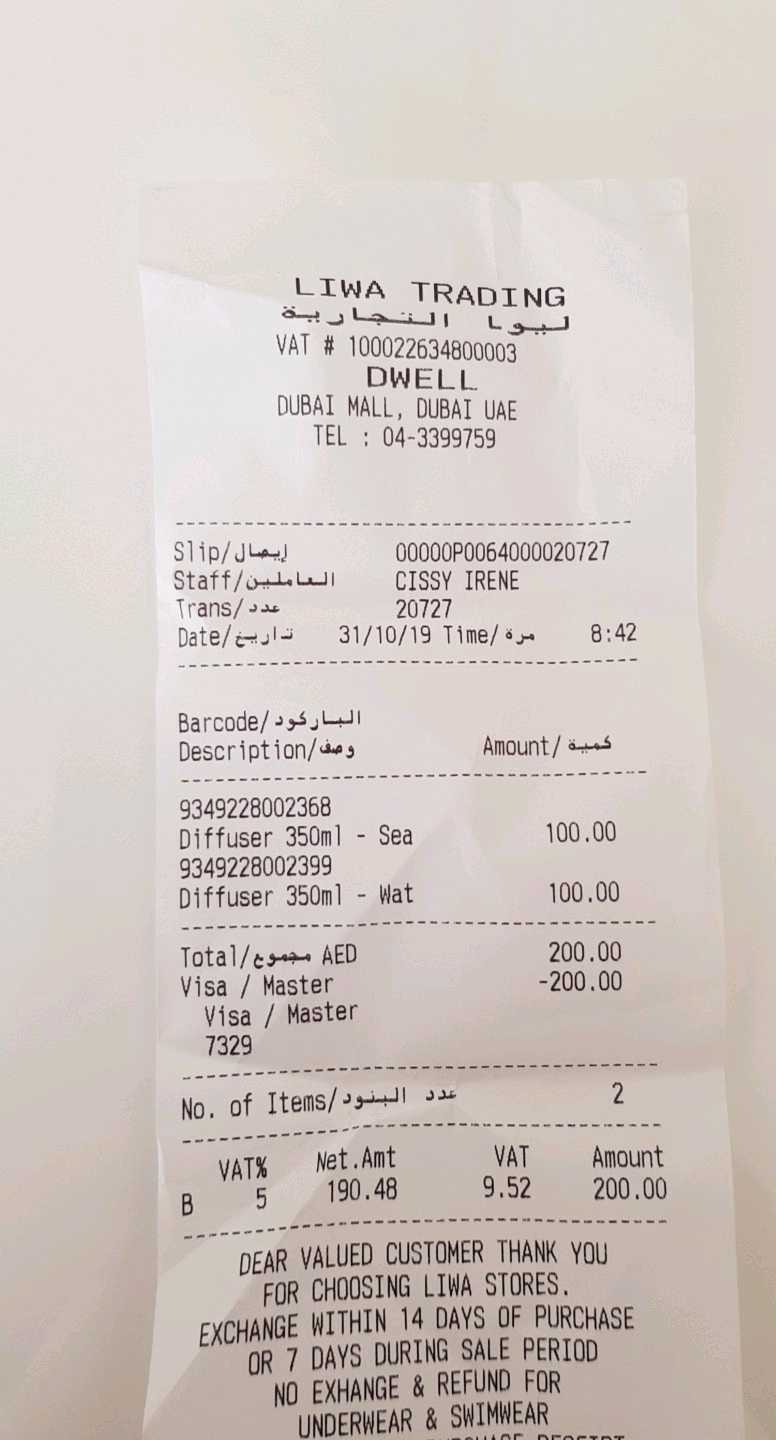 LIWA TRADING
ليوا التجارية
VAT # 100022634800003
DWELL
DUBAI MALL, DUBAI UAE
TEL : 04-3399759
Slip/إيصال 00000P0064000020727
Staff/العاملين CISSY IRENE
Trans/عدد 20727
Date/تاريخ 31/10/19 Time/مرة 8:42
Barcode/الباركود
Description/وصف Amount/كمية
9349228002368
Diffuser 350ml - Sea 100.00
9349228002399
Diffuser 350ml - Wat 100.00
Total/مجموع AED 200.00
Visa / Master -200.00
Visa / Master
7329
No. of Items/عدد البنود 2
VAT% Net.Amt VAT Amount
B 5 190.48 9.52 200.00
DEAR VALUED CUSTOMER THANK YOU
FOR CHOOSING LIWA STORES.
EXCHANGE WITHIN 14 DAYS OF PURCHASE
OR 7 DAYS DURING SALE PERIOD
NO EXHANGE & REFUND FOR
UNDERWEAR & SWIMWEAR